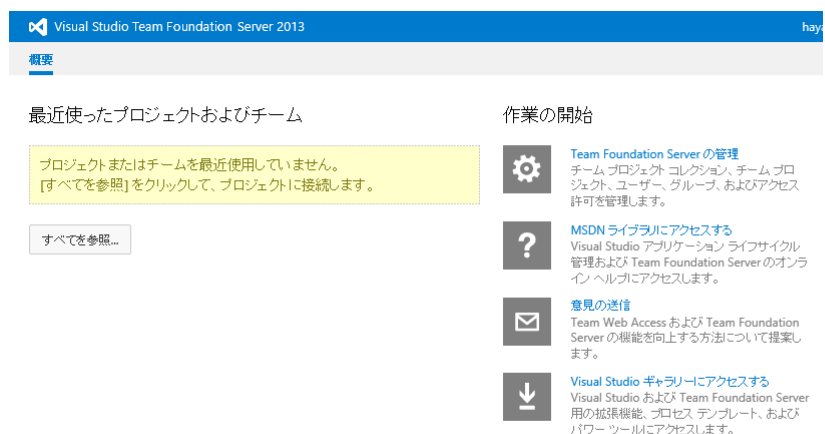 Visual Studio Team Foundation Server 2013
haya
概要
最近使ったプロジェクトおよびチーム
プロジェクトまたはチームを最近使用していません。
[すべてを参照] をクリックして、プロジェクトに接続します。
すべてを参照...
作業の開始
Team Foundation Server の管理
チーム プロジェクト コレクション、チーム プロ
ジェクト、ユーザー、グループ、およびアクセス
許可を管理します。
MSDN ライブラリにアクセスする
Visual Studio アプリケーション ライフサイクル
管理および Team Foundation Server のオンラ
イン ヘルプにアクセスします。
意見の送信
Team Web Access および Team Foundation
Server の機能を向上する方法について提案し
ます。
Visual Studio ギャラリーにアクセスする
Visual Studio および Team Foundation Server
用の拡張機能、プロセス テンプレート、および
パワー ツールにアクセスします。